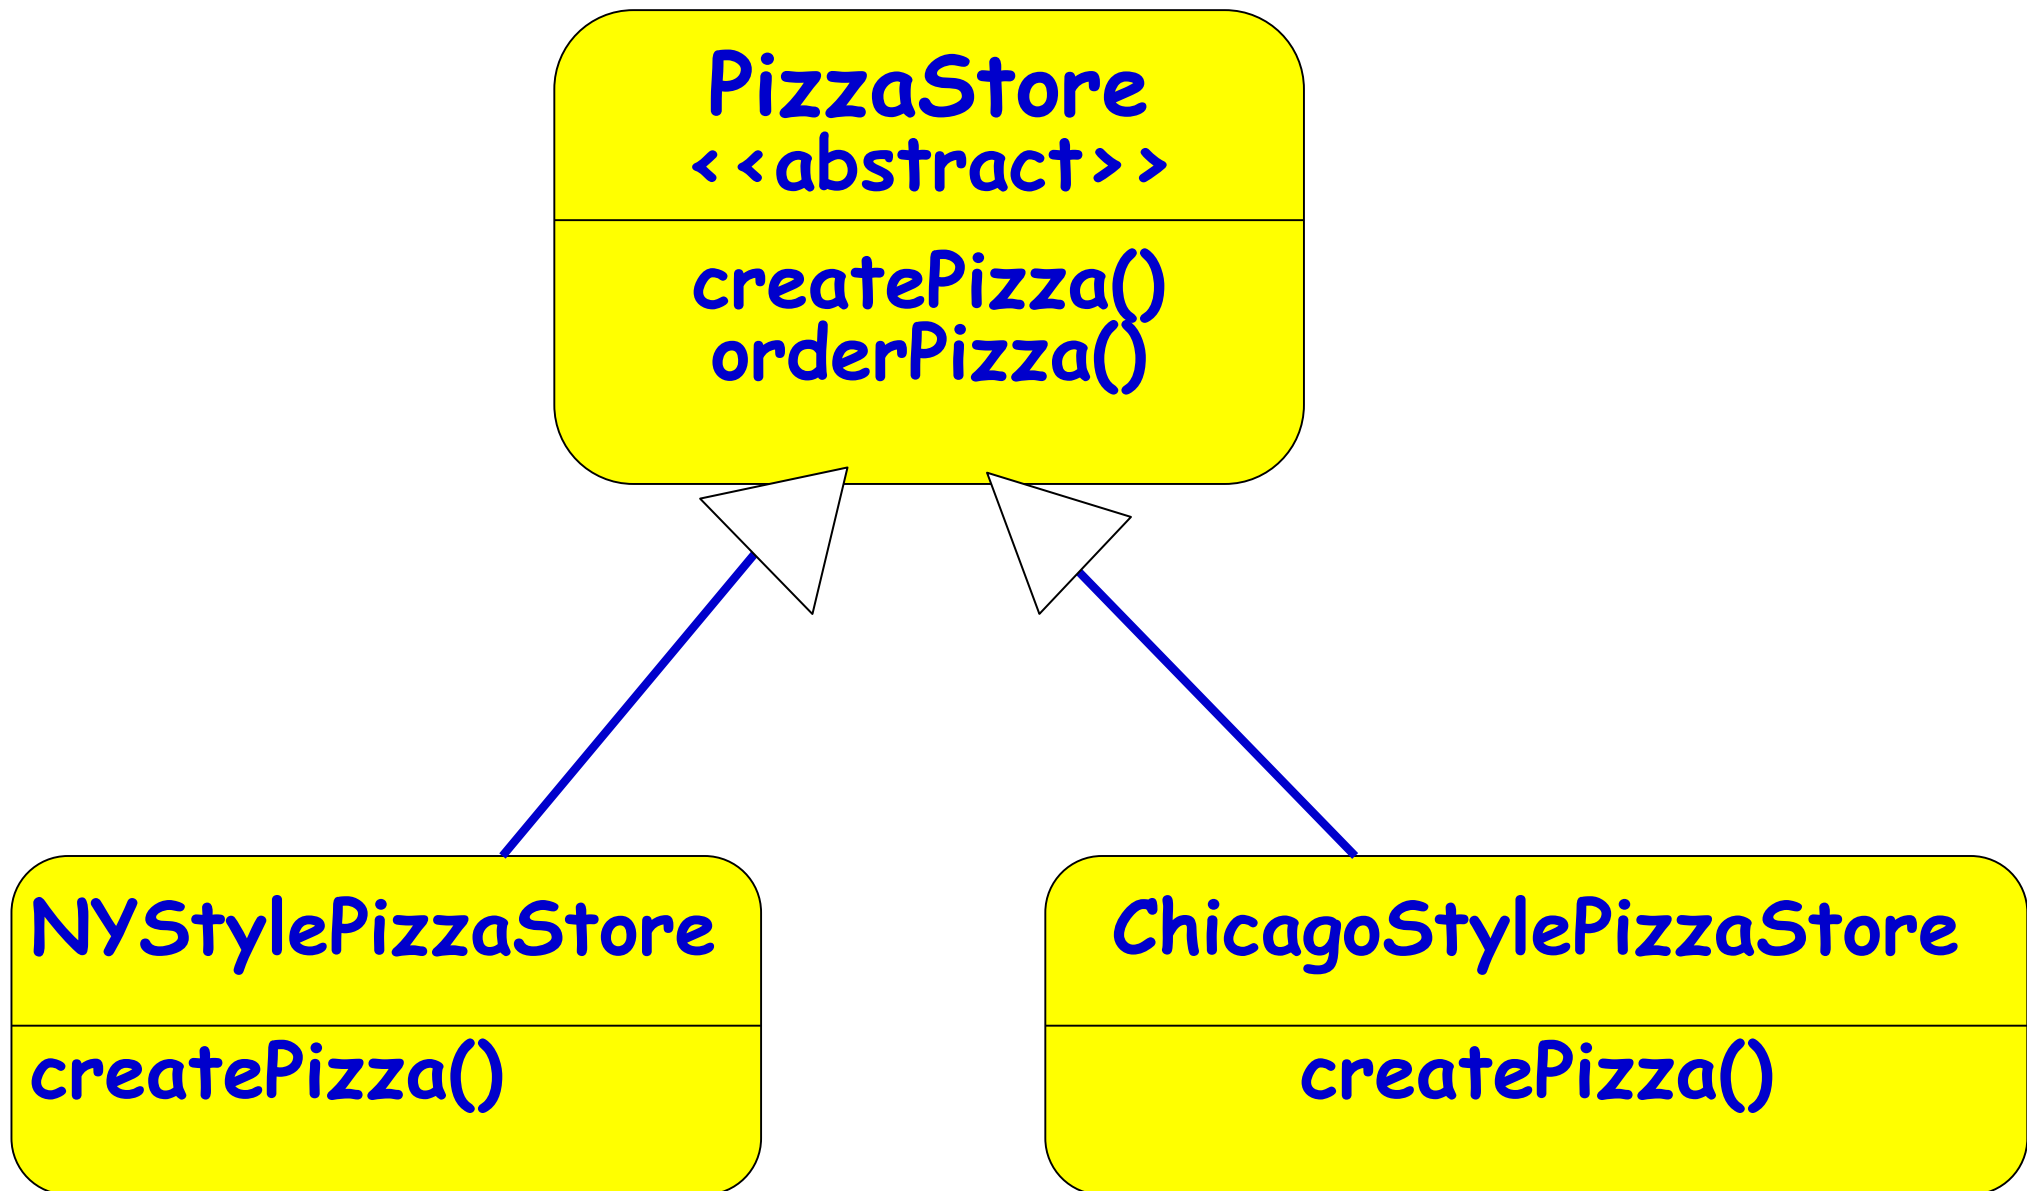 PizzaStore
<<abstract>>
createPizza()
orderPizza()
NYStylePizzaStore
createPizza()
ChicagoStylePizzaStore
createPizza()